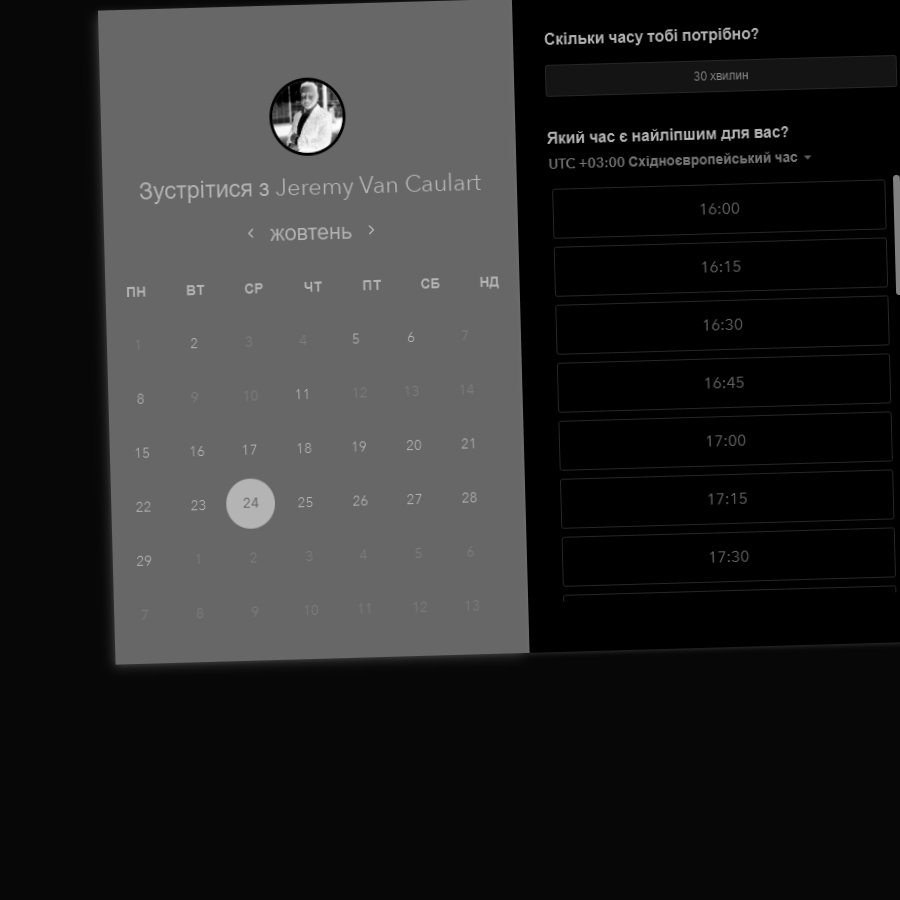 Зустрітися з Jeremy Van Caulart
жовтень
ПН ВТ СР ЧТ ПТ СБ НД
1 2 3 4 5 6 7
8 9 10 11 12 13 14
15 16 17 18 19 20 21
22 23 24 25 26 27 28
29 1 2 3 4 5 6
7 8 9 10 11 12 13
Скільки часу тобі потрібно?
30 хвилин
Який час є найліпшим для вас?
UTC +03:00 Східноєвропейський час
16:00
16:15
16:30
16:45
17:00
17:15
17:30